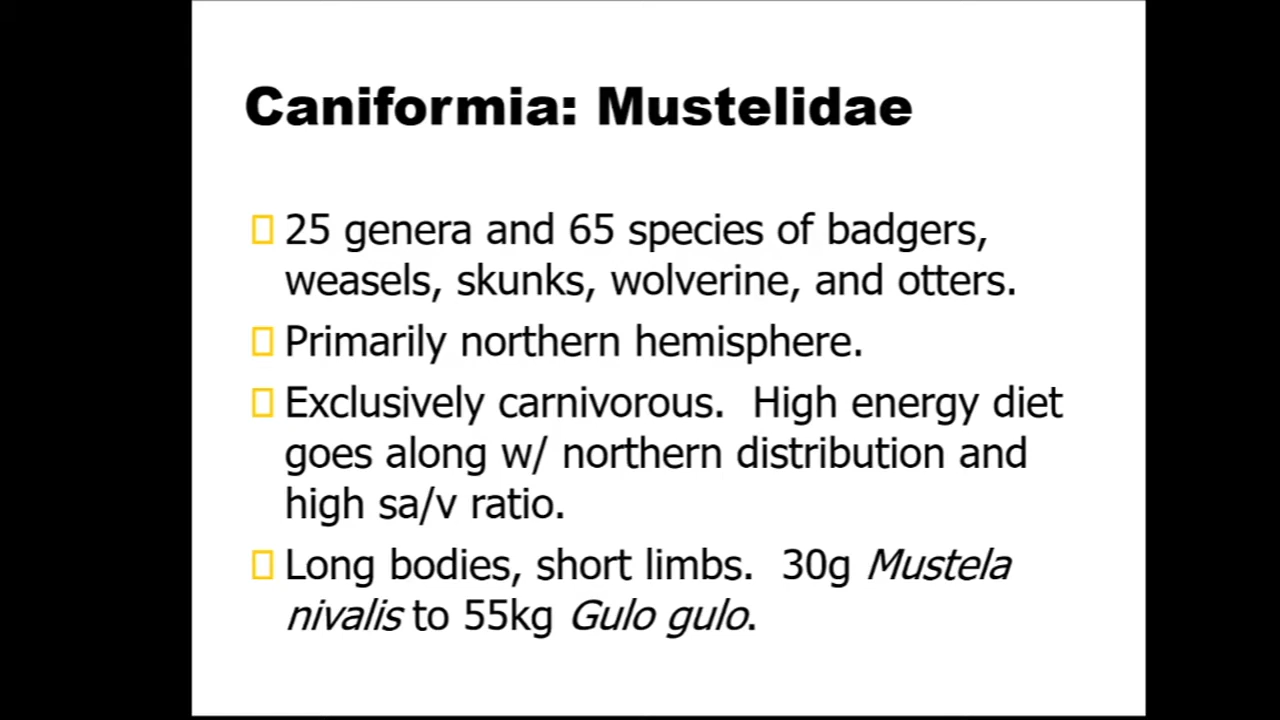 Caniformia: Mustelidae
25 genera and 65 species of badgers,
weasels, skunks, wolverine, and otters.
Primarily northern hemisphere.
Exclusively carnivorous.  High energy diet
goes along w/ northern distribution and
high sa/v ratio.
Long bodies, short limbs.  30g Mustela
nivalis to 55kg Gulo gulo.